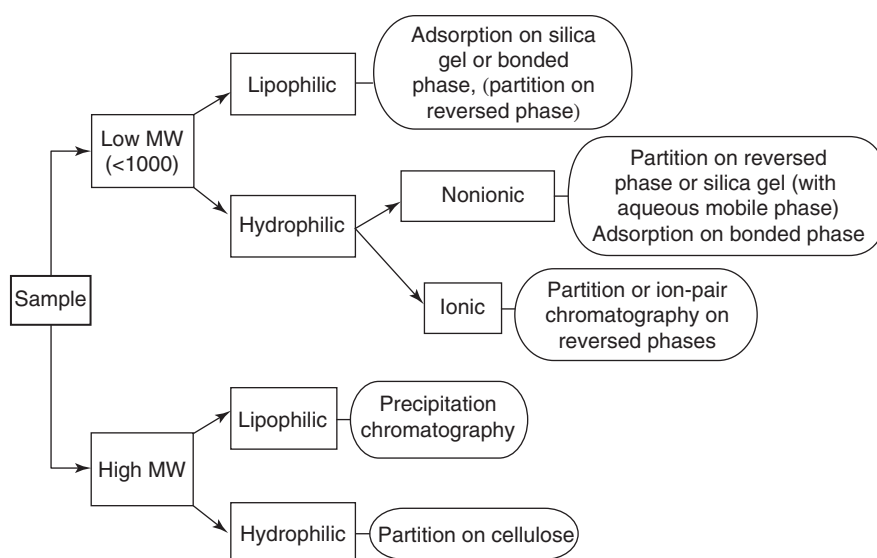 Adsorption on silica
gel or bonded
phase, (partition on
reversed phase)
Lipophilic
Low MW
(<1000)
Partition on reversed
phase or silica gel (with
aqueous mobile phase)
Adsorption on bonded phase
Nonionic
Hydrophilic
Sample
Ionic
Partition or ion-pair
chromatography on
reversed phases
Lipophilic
Precipitation
chromatography
High MW
Hydrophilic
Partition on cellulose